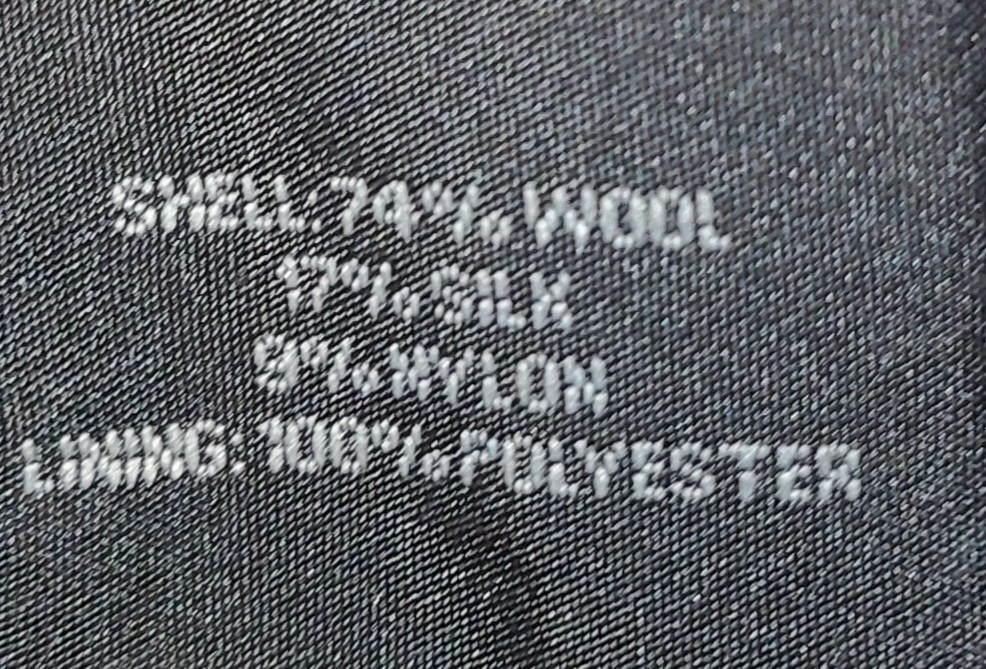 SHELL: 74% WOOL
17% SILK
9% NYLON
LINING: 100% POLYESTER